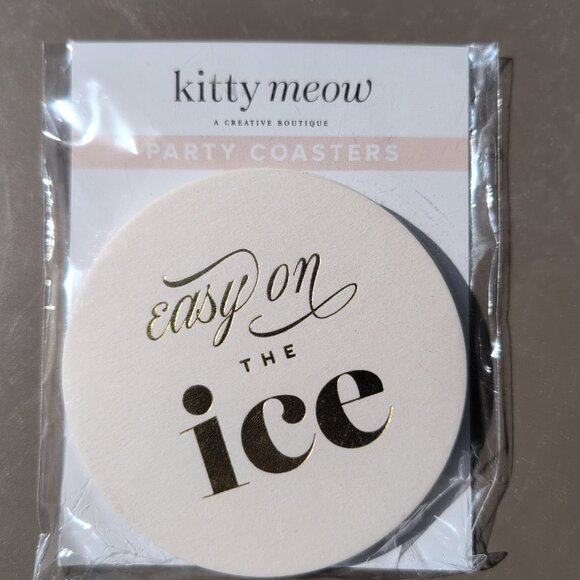 kitty meow
A CREATIVE BOUTIQUE
PARTY COASTERS
easy on
THE
ice